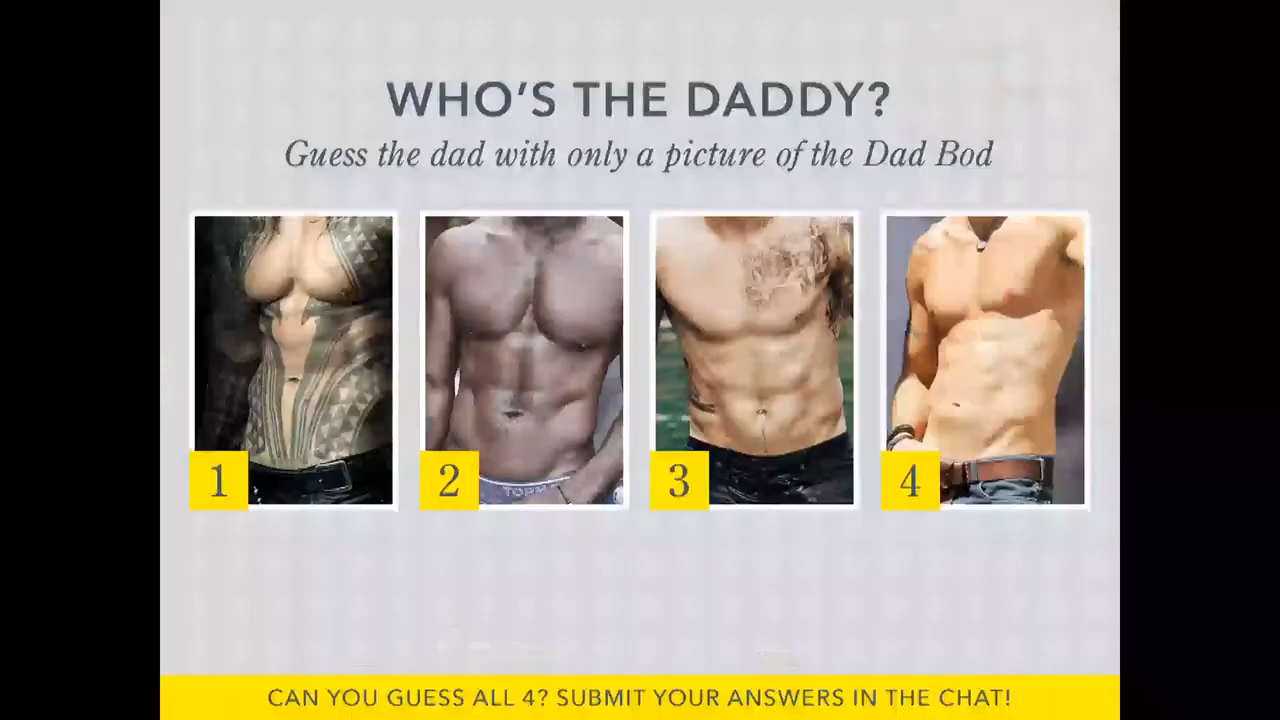 WHO'S THE DADDY?
Guess the dad with only a picture of the Dad Bod
1
2
3
4
CAN YOU GUESS ALL 4? SUBMIT YOUR ANSWERS IN THE CHAT!